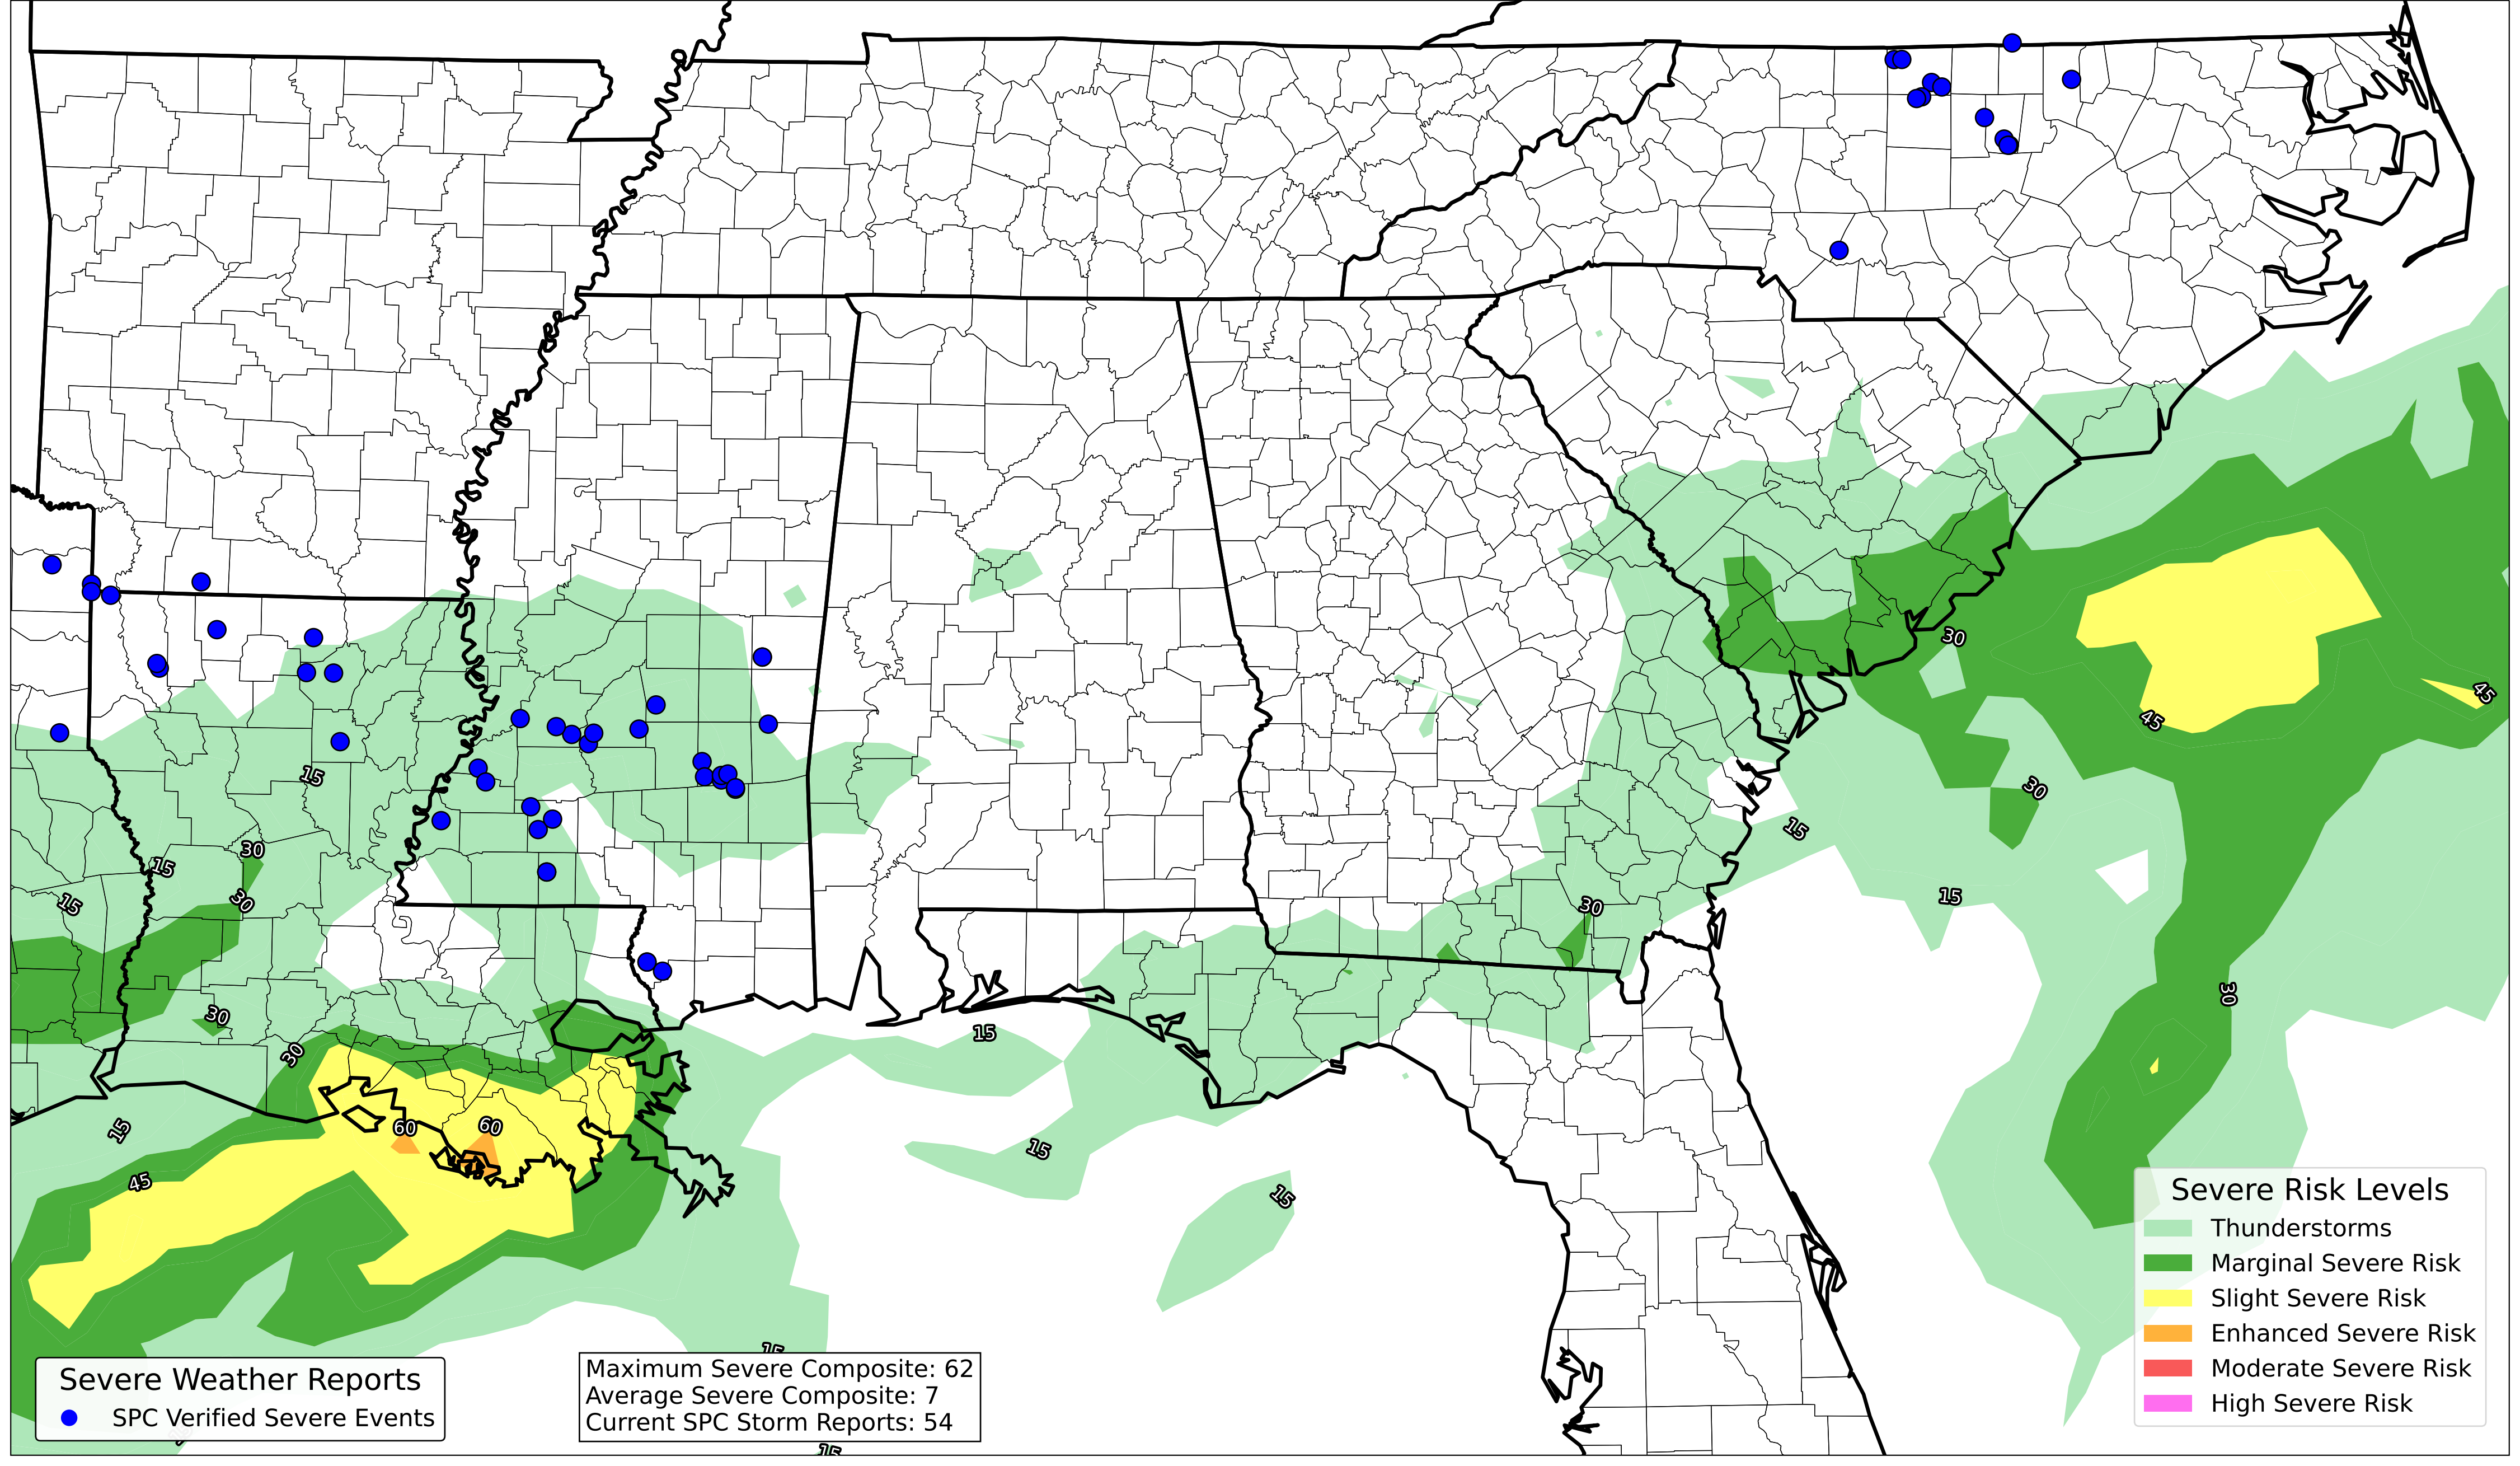 30
45
45
30
15
15
30
15
15
30
15
30
30
30
30
15
15
60
60
15
15
45
15
15
Severe Risk Levels
Thunderstorms
Marginal Severe Risk
Slight Severe Risk
Enhanced Severe Risk
Moderate Severe Risk
High Severe Risk
Severe Weather Reports
SPC Verified Severe Events
Maximum Severe Composite: 62
Average Severe Composite: 7
Current SPC Storm Reports: 54
15